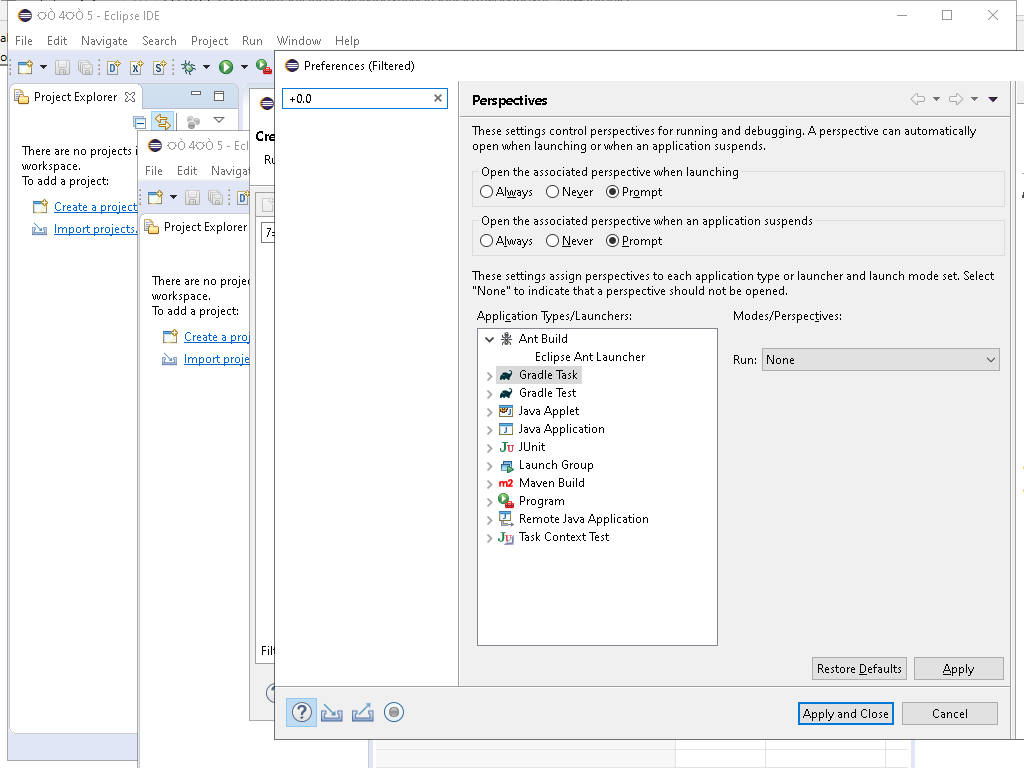 ѺÒ 4ѺÒ 5 - Eclipse IDE
File Edit Navigate Search Project Run Window Help
Project Explorer
There are no projects i
workspace.
To add a project:
Create a project
Import projects.
ѺÒ 4ѺÒ 5 - Ecl
File Edit Navigat
Project Explorer
There are no projec
workspace.
To add a project:
Create a proj
Import proje
Cre
Ru
7:
Filt
Preferences (Filtered)
+0.0
Perspectives
These settings control perspectives for running and debugging. A perspective can automatically
open when launching or when an application suspends.
Open the associated perspective when launching
Always Never Prompt
Open the associated perspective when an application suspends
Always Never Prompt
These settings assign perspectives to each application type or launcher and launch mode set. Select
"None" to indicate that a perspective should not be opened.
Application Types/Launchers:
Modes/Perspectives:
Ant Build
Eclipse Ant Launcher
Gradle Task
Gradle Test
Java Applet
Java Application
JUnit
Launch Group
Maven Build
Program
Remote Java Application
Task Context Test
Run: None
Restore Defaults Apply
Apply and Close Cancel